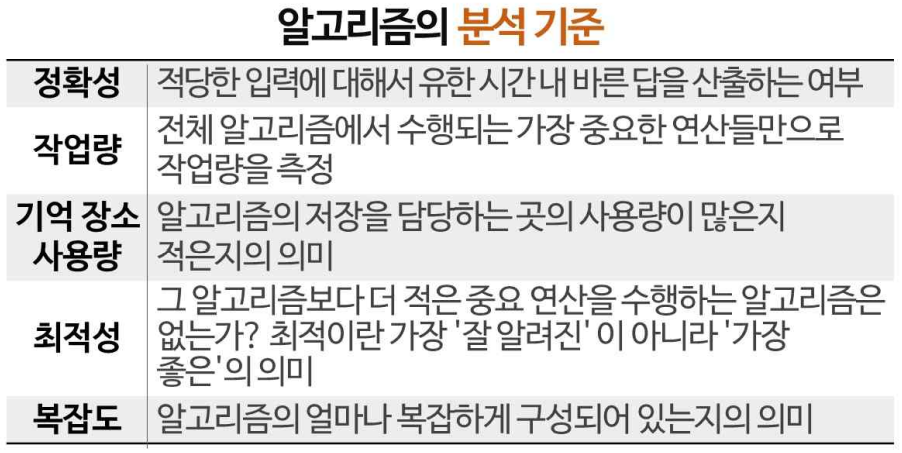 알고리즘의 분석 기준
정확성
적당한 입력에 대해서 유한 시간 내 바른 답을 산출하는 여부
작업량
전체 알고리즘에서 수행되는 가장 중요한 연산들만으로
작업량을 측정
기억 장소
사용량
알고리즘의 저장을 담당하는 곳의 사용량이 많은지
적은지의 의미
최적성
그 알고리즘보다 더 적은 중요 연산을 수행하는 알고리즘은
없는가? 최적이란 가장 '잘 알려진' 이 아니라 '가장
좋은'의 의미
복잡도
알고리즘의 얼마나 복잡하게 구성되어 있는지의 의미